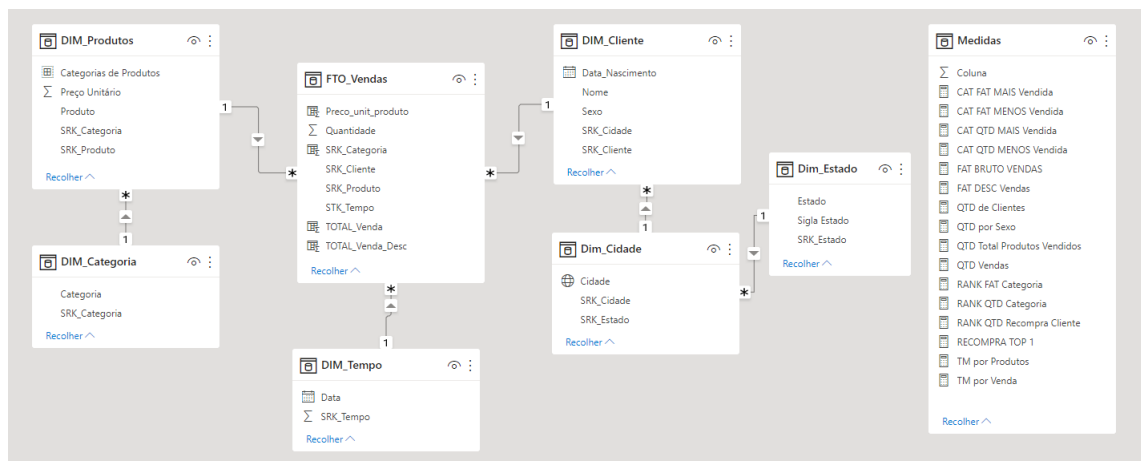 DIM_Produtos
Categorias de Produtos
Preço Unitário
Produto
SRK_Categoria
SRK_Produto
Recolher
1
*
*
1
DIM_Categoria
Categoria
SRK_Categoria
Recolher
FTO_Vendas
Preco_unit_produto
Quantidade
SRK_Categoria
SRK_Cliente
SRK_Produto
STK_Tempo
TOTAL_Venda
TOTAL_Venda_Desc
Recolher
*
*
*
1
DIM_Tempo
Data
SRK_Tempo
Recolher
DIM_Cliente
Data_Nascimento
Nome
Sexo
SRK_Cidade
SRK_Cliente
Recolher
1
*
1
Dim_Cidade
Cidade
SRK_Cidade
SRK_Estado
Recolher
*
1
Dim_Estado
Estado
Sigla Estado
SRK_Estado
Recolher
Medidas
Coluna
CAT FAT MAIS Vendida
CAT FAT MENOS Vendida
CAT QTD MAIS Vendida
CAT QTD MENOS Vendida
FAT BRUTO VENDAS
FAT DESC Vendas
QTD de Clientes
QTD por Sexo
QTD Total Produtos Vendidos
QTD Vendas
RANK FAT Categoria
RANK QTD Categoria
RANK QTD Recompra Cliente
RECOMPRA TOP 1
TM por Produtos
TM por Venda
Recolher